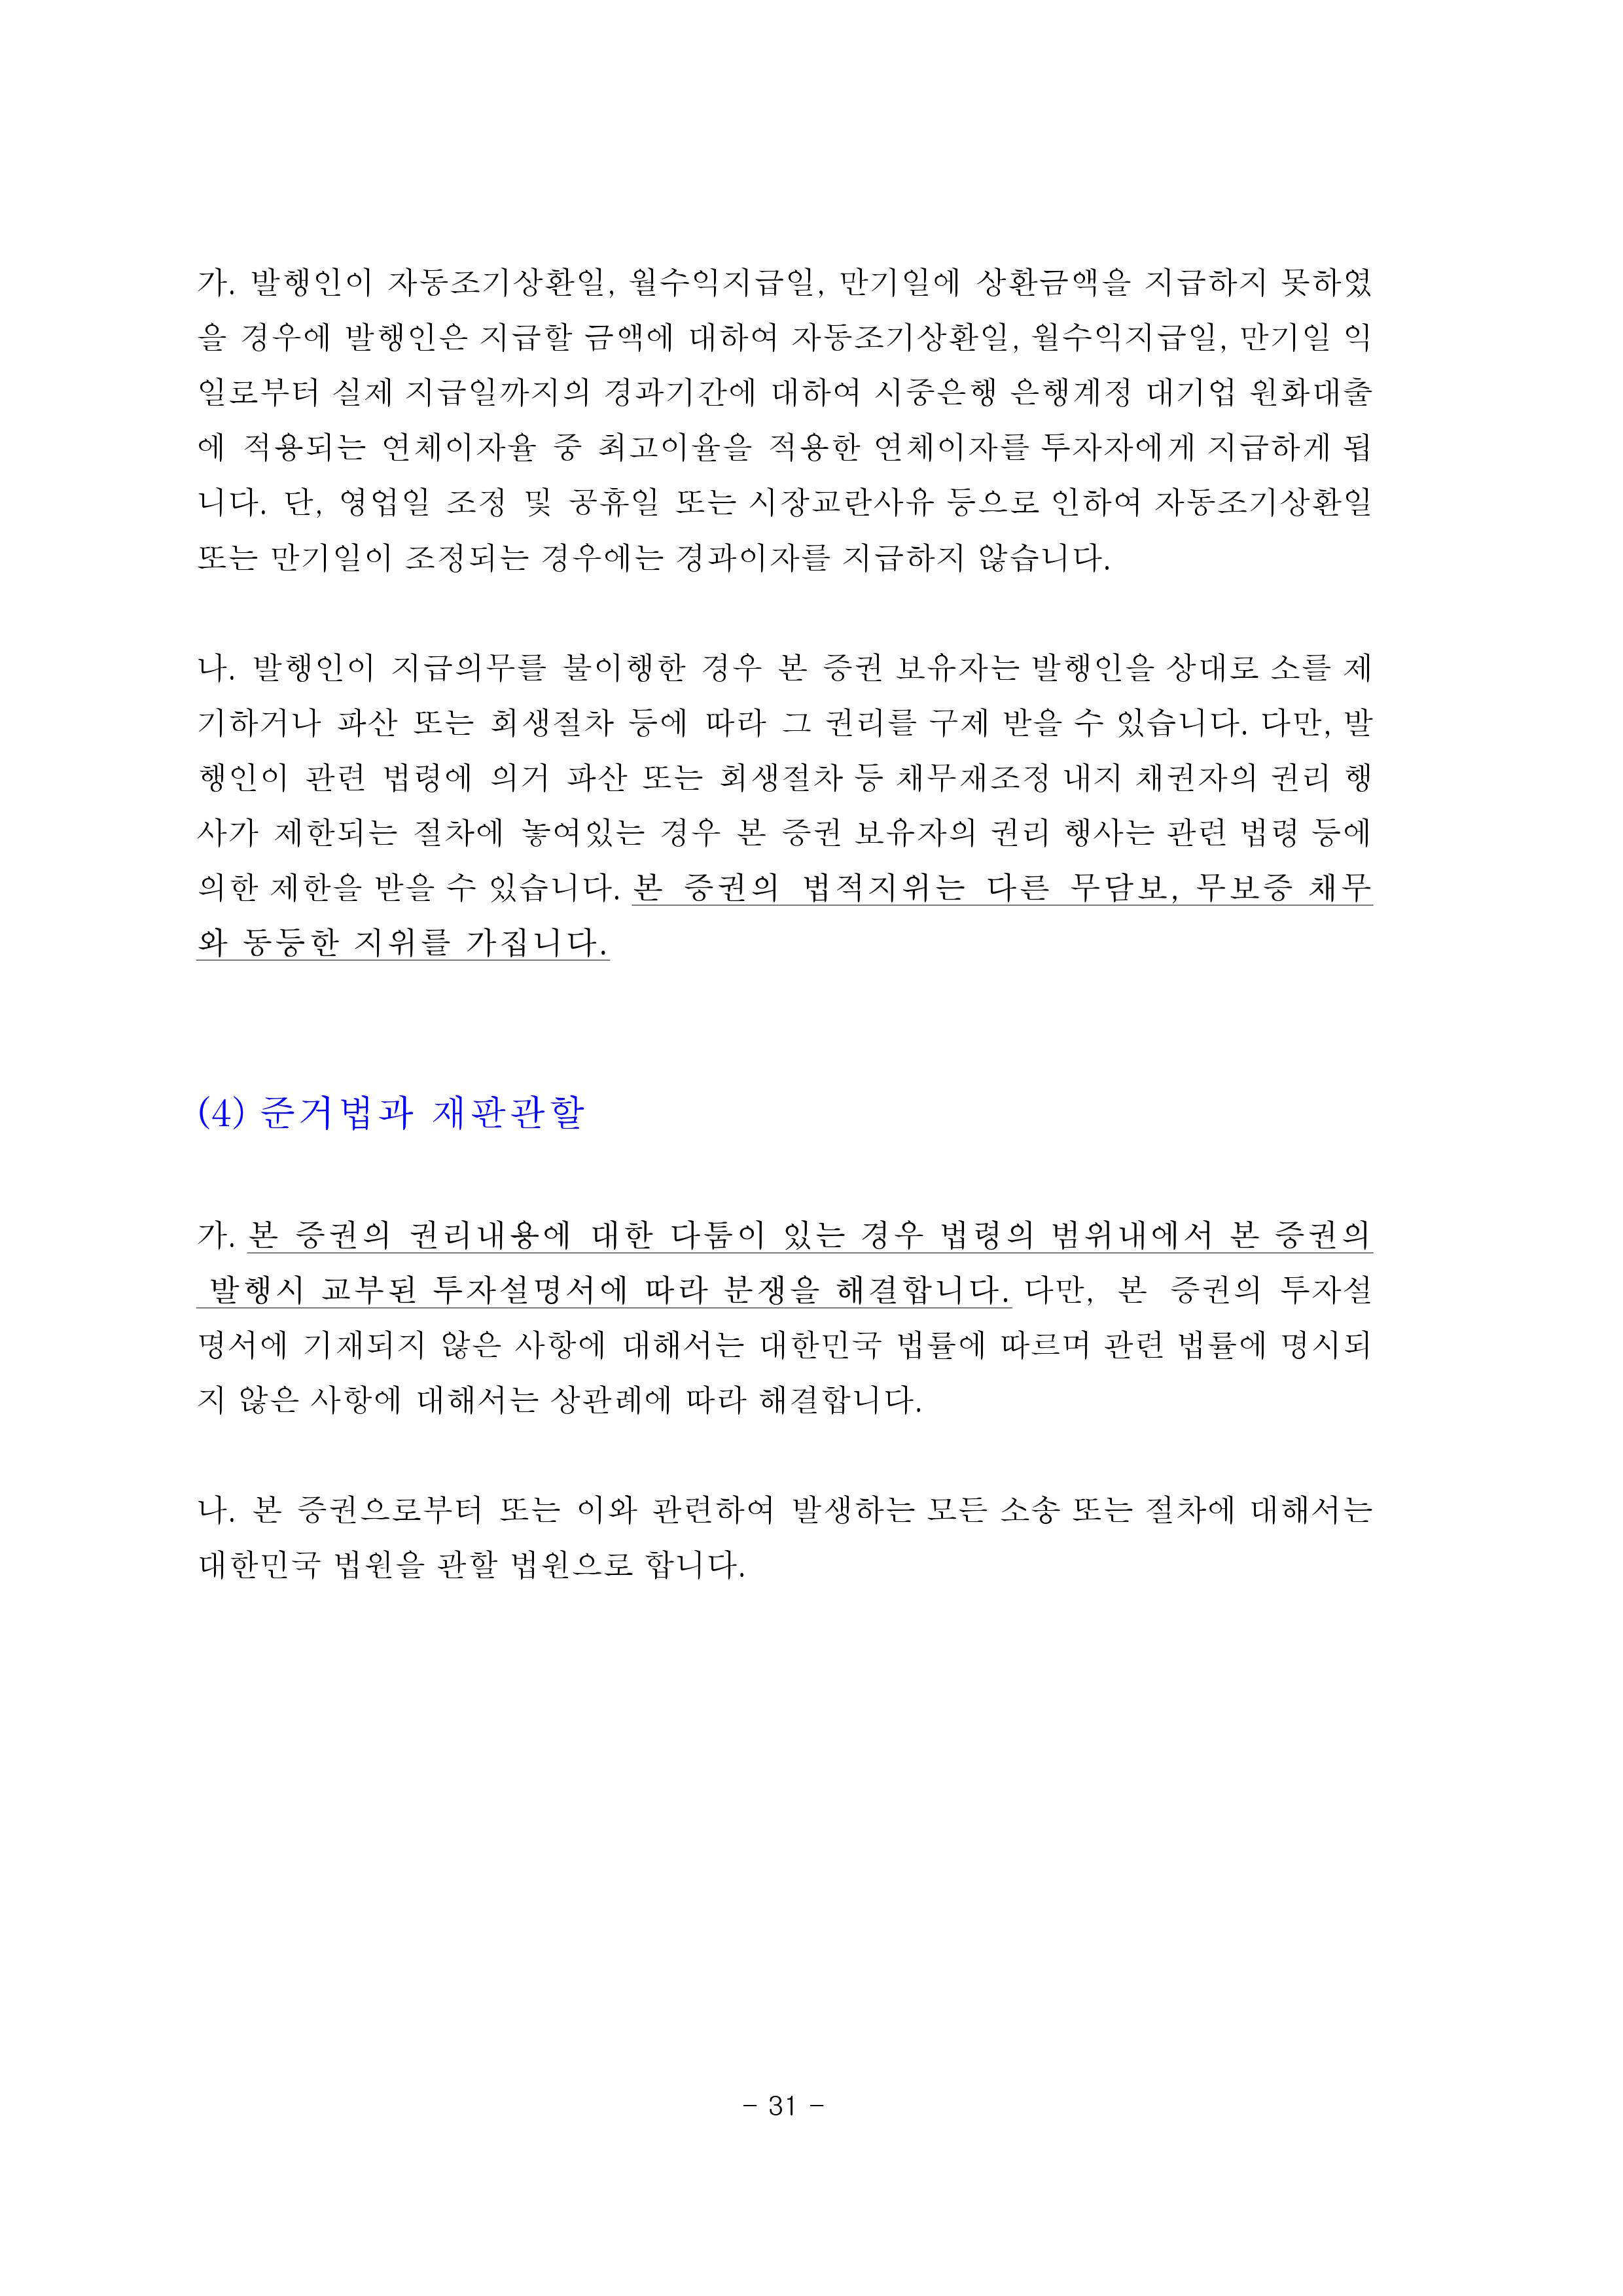 가. 발행인이 자동조기상환일, 월수익지급일, 만기일에 상환금액을 지급하지 못하였
을 경우에 발행인은 지급할 금액에 대하여 자동조기상환일, 월수익지급일, 만기일 익
일로부터 실제 지급일까지의 경과기간에 대하여 시중은행 은행계정 대기업 원화대출
에 적용되는 연체이자율 중 최고이율을 적용한 연체이자를 투자자에게 지급하게 됩
니다. 단, 영업일 조정 및 공휴일 또는 시장교란사유 등으로 인하여 자동조기상환일
또는 만기일이 조정되는 경우에는 경과이자를 지급하지 않습니다.
나. 발행인이 지급의무를 불이행한 경우 본 증권 보유자는 발행인을 상대로 소를 제
기하거나 파산 또는 회생절차 등에 따라 그 권리를 구제 받을 수 있습니다. 다만, 발
행인이 관련 법령에 의거 파산 또는 회생절차 등 채무재조정 내지 채권자의 권리 행
사가 제한되는 절차에 놓여있는 경우 본 증권 보유자의 권리 행사는 관련 법령 등에
의한 제한을 받을 수 있습니다. 본 증권의 법적지위는 다른 무담보, 무보증 채무
와 동등한 지위를 가집니다.
(4) 준거법과 재판관할
가. 본 증권의 권리내용에 대한 다툼이 있는 경우 법령의 범위내에서 본 증권의
발행시 교부된 투자설명서에 따라 분쟁을 해결합니다. 다만, 본 증권의 투자설
명서에 기재되지 않은 사항에 대해서는 대한민국 법률에 따르며 관련 법률에 명시되
지 않은 사항에 대해서는 상관례에 따라 해결합니다.
나. 본 증권으로부터 또는 이와 관련하여 발생하는 모든 소송 또는 절차에 대해서는
대한민국 법원을 관할 법원으로 합니다.
- 31 -